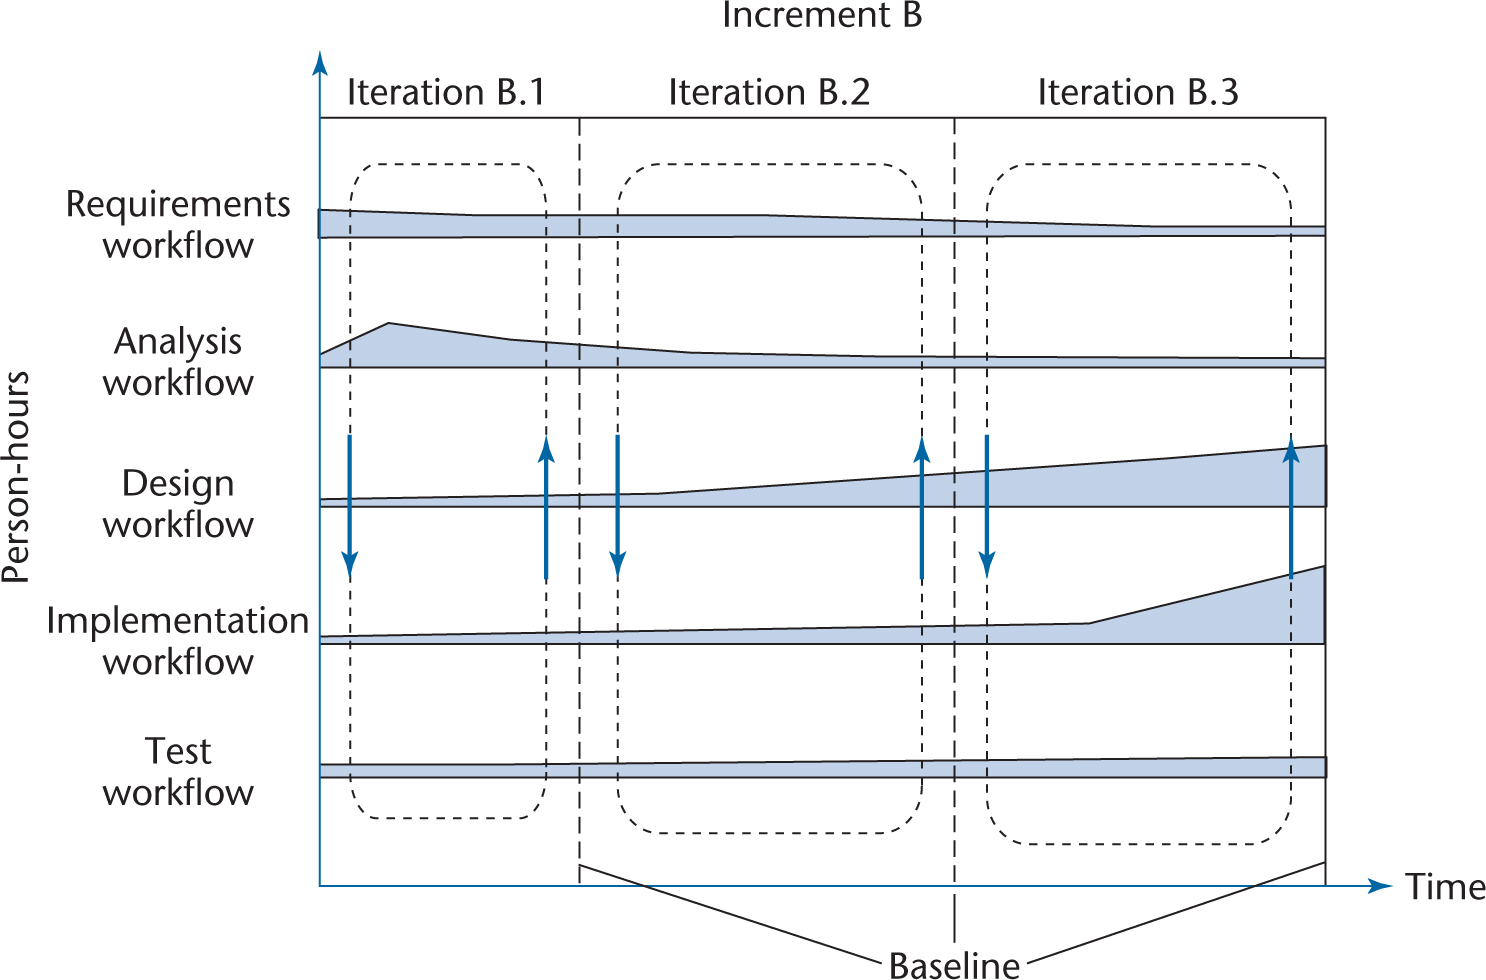 Increment B
Iteration B.1
Iteration B.2
Iteration B.3
Requirements
workflow
Analysis
workflow
Person-hours
Design
workflow
Implementation
workflow
Test
workflow
Time
Baseline